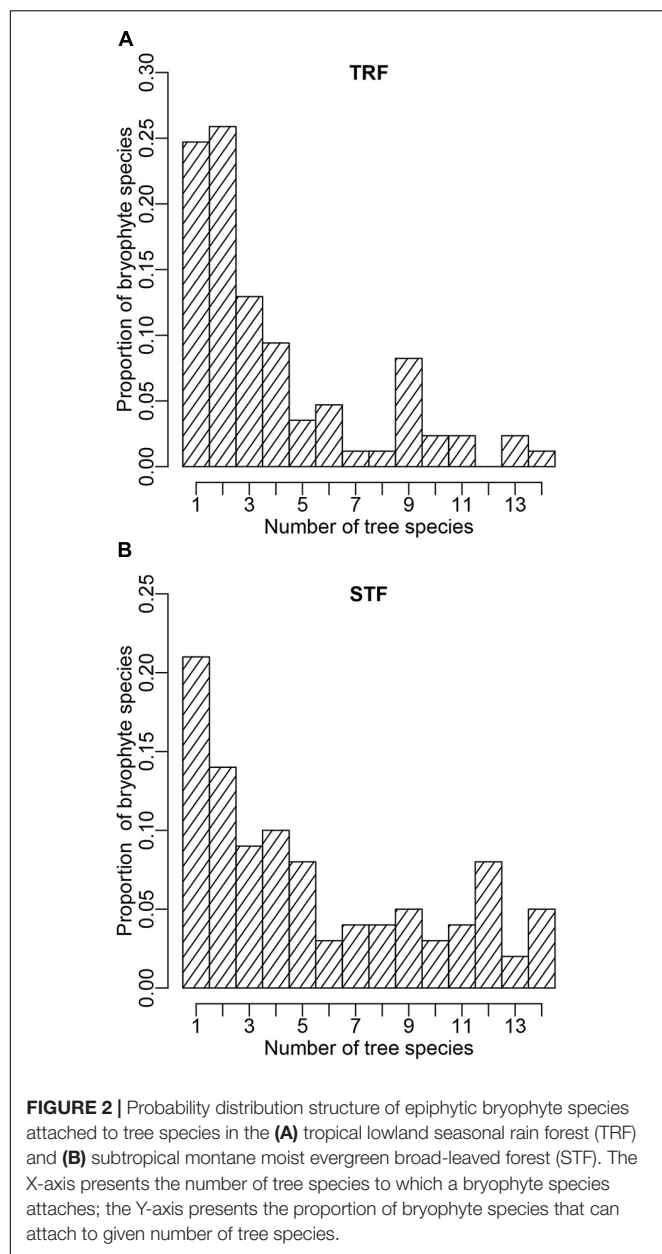 A
TRF
Proportion of bryophyte species
0.30
0.25
0.20
0.15
0.10
0.05
0.00
1 3 5 7 9 11 13
Number of tree species
B
STF
Proportion of bryophyte species
0.25
0.20
0.15
0.10
0.05
0.00
1 3 5 7 9 11 13
Number of tree species
FIGURE 2 | Probability distribution structure of epiphytic bryophyte species
attached to tree species in the (A) tropical lowland seasonal rain forest (TRF)
and (B) subtropical montane moist evergreen broad-leaved forest (STF). The
X-axis presents the number of tree species to which a bryophyte species
attaches; the Y-axis presents the proportion of bryophyte species that can
attach to given number of tree species.